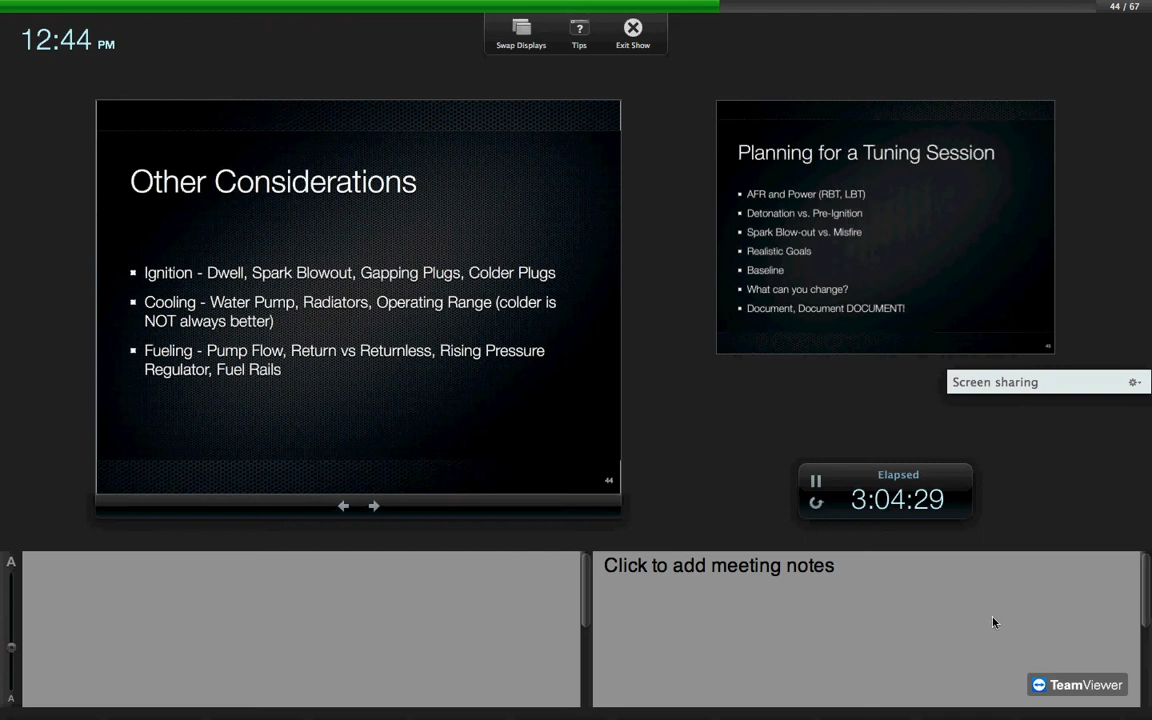 44 / 67
12:44 PM
Swap Displays
Tips
Exit Show
Other Considerations
▪ Ignition - Dwell, Spark Blowout, Gapping Plugs, Colder Plugs
▪ Cooling - Water Pump, Radiators, Operating Range (colder is
NOT always better)
▪ Fueling - Pump Flow, Return vs Returnless, Rising Pressure
Regulator, Fuel Rails
44
Planning for a Tuning Session
▪ AFR and Power (RBT, LBT)
▪ Detonation vs. Pre-Ignition
▪ Spark Blow-out vs. Misfire
▪ Realistic Goals
▪ Baseline
▪ What can you change?
▪ Document, Document DOCUMENT!
45
Screen sharing
Elapsed
3:04:29
A
A
Click to add meeting notes
TeamViewer